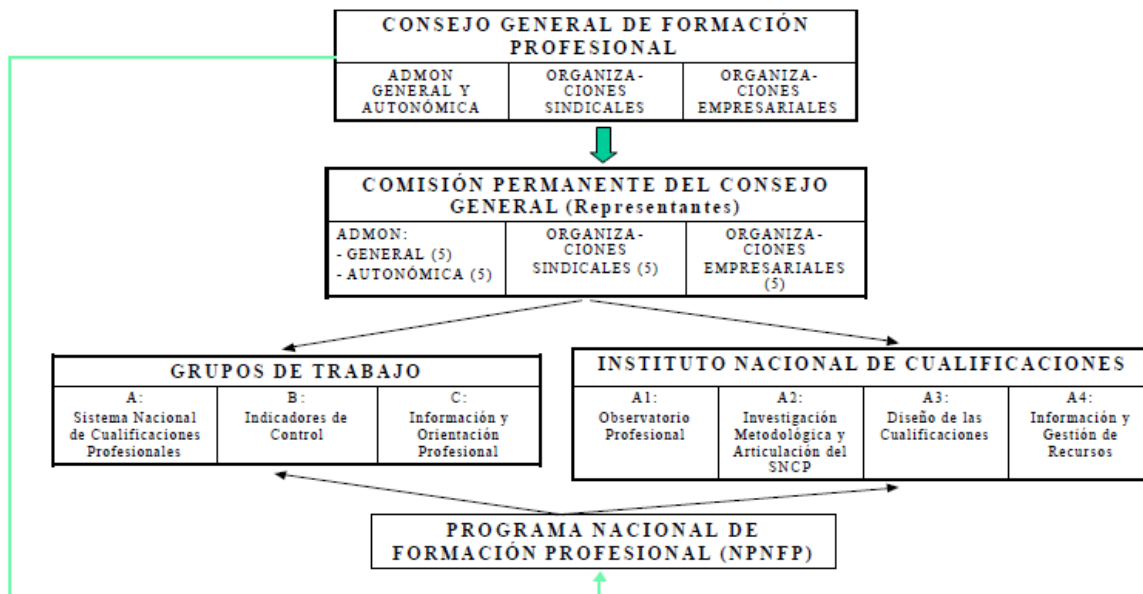 CONSEJO GENERAL DE FORMACIÓN
PROFESIONAL
ADMON
GENERAL Y
AUTONÓMICA
ORGANIZA-
CIONES
SINDICALES
ORGANIZA-
CIONES
EMPRESARIALES
COMISIÓN PERMANENTE DEL CONSEJO
GENERAL (Representantes)
ADMON:
- GENERAL (5)
- AUTONÓMICA (5)
ORGANIZA-
CIONES
SINDICALES (5)
ORGANIZA-
CIONES
EMPRESARIALES
(5)
GRUPOS DE TRABAJO
A:
Sistema Nacional
de Cualificaciones
Profesionales
B:
Indicadores de
Control
C:
Información y
Orientación
Profesional
INSTITUTO NACIONAL DE CUALIFICACIONES
A1:
Observatorio
Profesional
A2:
Investigación
Metodológica y
Articulación del
SNCP
A3:
Diseño de las
Cualificaciones
A4:
Información y
Gestión de
Recursos
PROGRAMA NACIONAL DE
FORMACIÓN PROFESIONAL (NPNFP)